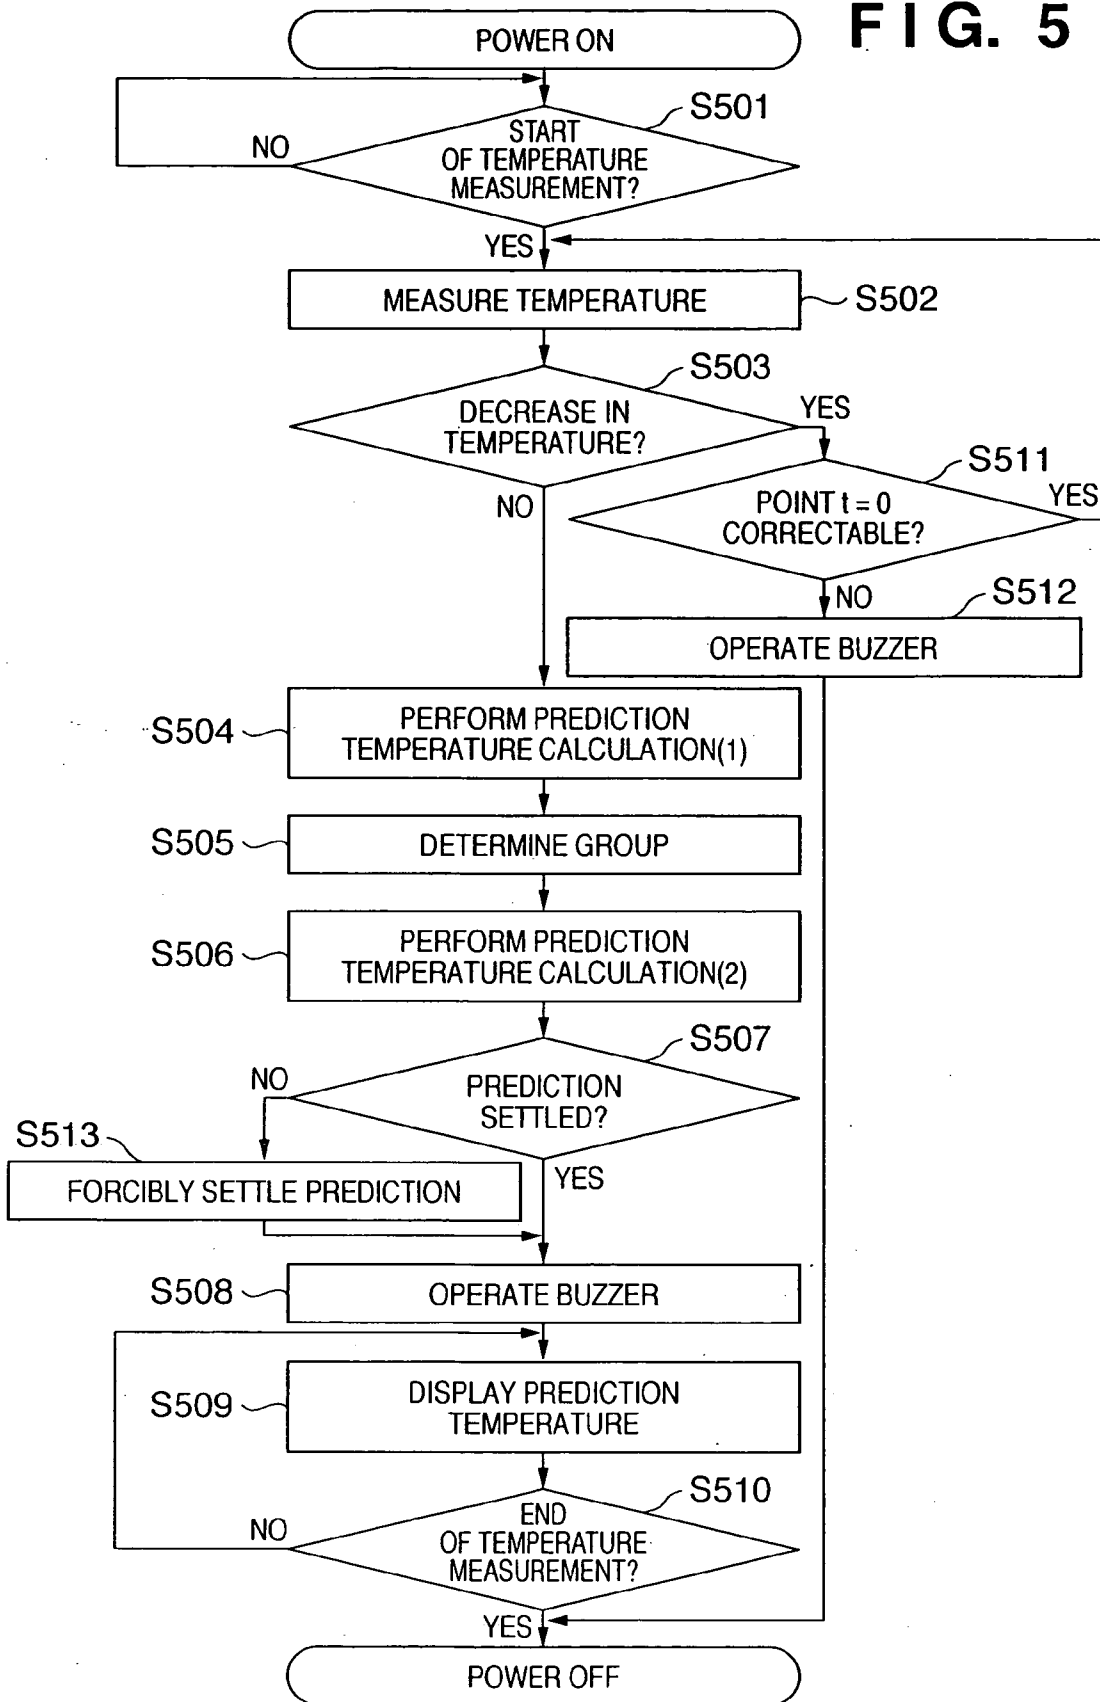 FIG. 5
POWER ON
S501
START
OF TEMPERATURE
MEASUREMENT?
NO
YES
MEASURE TEMPERATURE
S502
S503
DECREASE IN
TEMPERATURE?
YES
NO
S511
POINT t = 0
CORRECTABLE?
YES
NO
S512
OPERATE BUZZER
S504
PERFORM PREDICTION
TEMPERATURE CALCULATION(1)
S505
DETERMINE GROUP
S506
PERFORM PREDICTION
TEMPERATURE CALCULATION(2)
S507
PREDICTION
SETTLED?
NO
YES
S513
FORCIBLY SETTLE PREDICTION
S508
OPERATE BUZZER
S509
DISPLAY PREDICTION
TEMPERATURE
S510
END
OF TEMPERATURE
MEASUREMENT?
NO
YES
POWER OFF